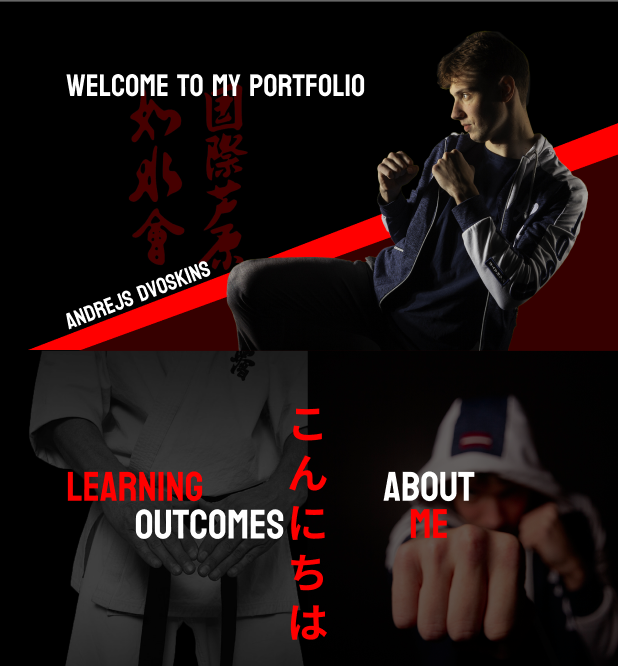 WELCOME TO MY PORTFOLIO
国際芦原
如水會
ANDREJS DVOSKINS
LEARNING
OUTCOMES
こんにちは
ABOUT
ME